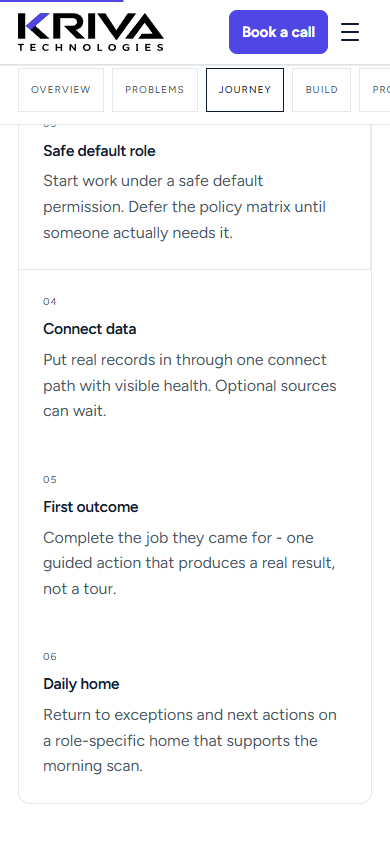 KRIVA
TECHNOLOGIES
Book a call
OVERVIEW
PROBLEMS
JOURNEY
BUILD
Safe default role
Start work under a safe default
permission. Defer the policy matrix until
someone actually needs it.
04
Connect data
Put real records in through one connect
path with visible health. Optional sources
can wait.
05
First outcome
Complete the job they came for - one
guided action that produces a real result,
not a tour.
06
Daily home
Return to exceptions and next actions on
a role-specific home that supports the
morning scan.